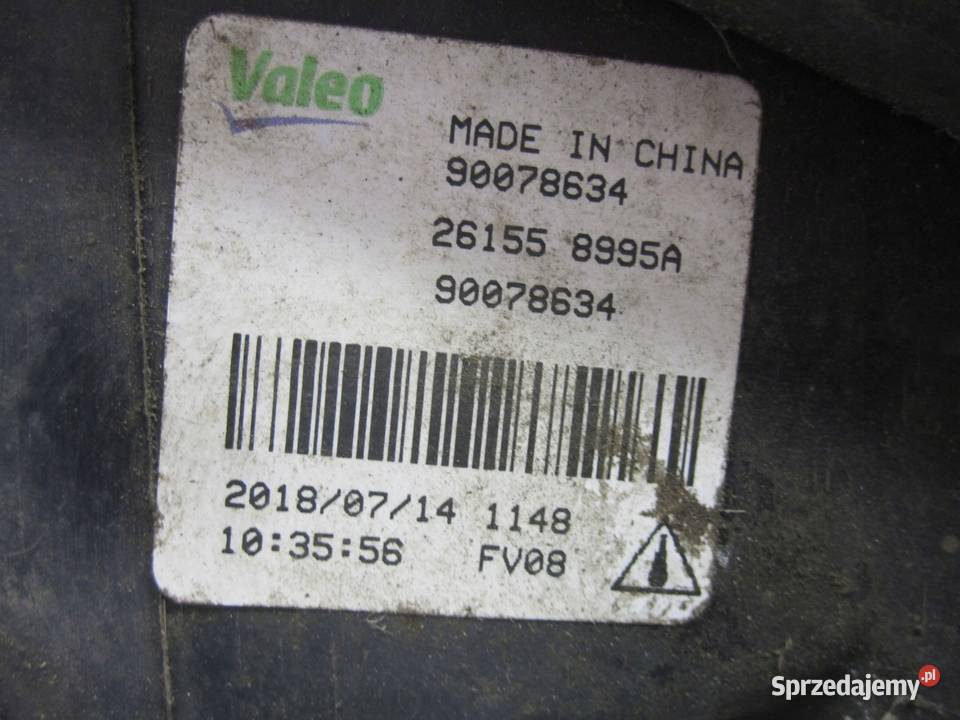 Valeo
MADE IN CHINA
90078634
26155 8995A
90078634
2018/07/14 1148
10:35:56 FV08
Sprzedajemy.pl